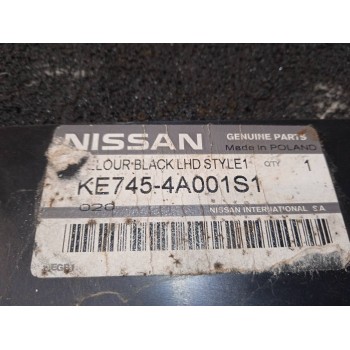 NISSAN
GENUINE PARTS
Made in POLAND
ELOUR-BLACK LHD STYLE1 QTY 1
KE745-4A001S1
020
NISSAN INTERNATIONAL S.A.